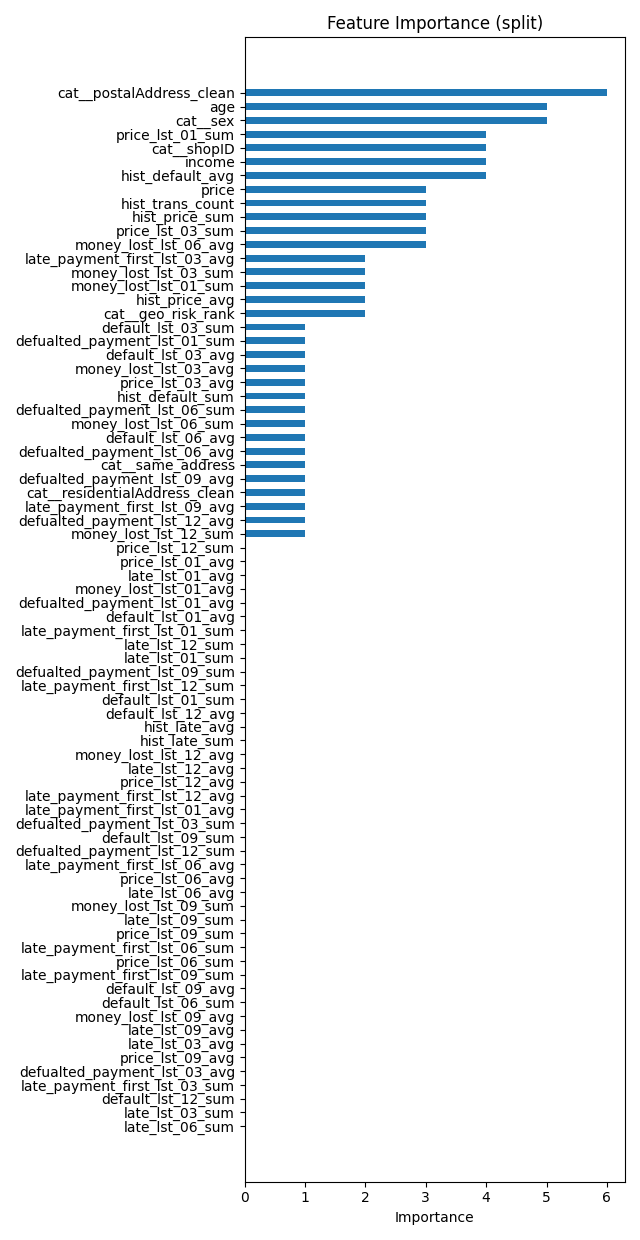 Feature Importance (split)
cat__postalAddress_clean
age
cat__sex
price_lst_01_sum
cat__shopID
income
hist_default_avg
price
hist_trans_count
hist_price_sum
price_lst_03_sum
money_lost_lst_06_avg
late_payment_first_lst_03_avg
money_lost_lst_03_sum
money_lost_lst_01_sum
hist_price_avg
cat__geo_risk_rank
default_lst_03_sum
defualted_payment_lst_01_sum
default_lst_03_avg
money_lost_lst_03_avg
price_lst_03_avg
hist_default_sum
defualted_payment_lst_06_sum
money_lost_lst_06_sum
default_lst_06_avg
defualted_payment_lst_06_avg
cat__same_address
defualted_payment_lst_09_avg
cat__residentialAddress_clean
late_payment_first_lst_09_avg
defualted_payment_lst_12_avg
money_lost_lst_12_sum
price_lst_12_sum
price_lst_01_avg
late_lst_01_avg
money_lost_lst_01_avg
defualted_payment_lst_01_avg
default_lst_01_avg
late_payment_first_lst_01_sum
late_lst_12_sum
late_lst_01_sum
defualted_payment_lst_09_sum
late_payment_first_lst_12_sum
default_lst_01_sum
default_lst_12_avg
hist_late_avg
hist_late_sum
money_lost_lst_12_avg
late_lst_12_avg
price_lst_12_avg
late_payment_first_lst_12_avg
late_payment_first_lst_01_avg
defualted_payment_lst_03_sum
default_lst_09_sum
defualted_payment_lst_12_sum
late_payment_first_lst_06_avg
price_lst_06_avg
late_lst_06_avg
money_lost_lst_09_sum
late_lst_09_sum
price_lst_09_sum
late_payment_first_lst_06_sum
price_lst_06_sum
late_payment_first_lst_09_sum
default_lst_09_avg
default_lst_06_sum
money_lost_lst_09_avg
late_lst_09_avg
late_lst_03_avg
price_lst_09_avg
defualted_payment_lst_03_avg
late_payment_first_lst_03_sum
default_lst_12_sum
late_lst_03_sum
late_lst_06_sum
0 1 2 3 4 5 6
Importance